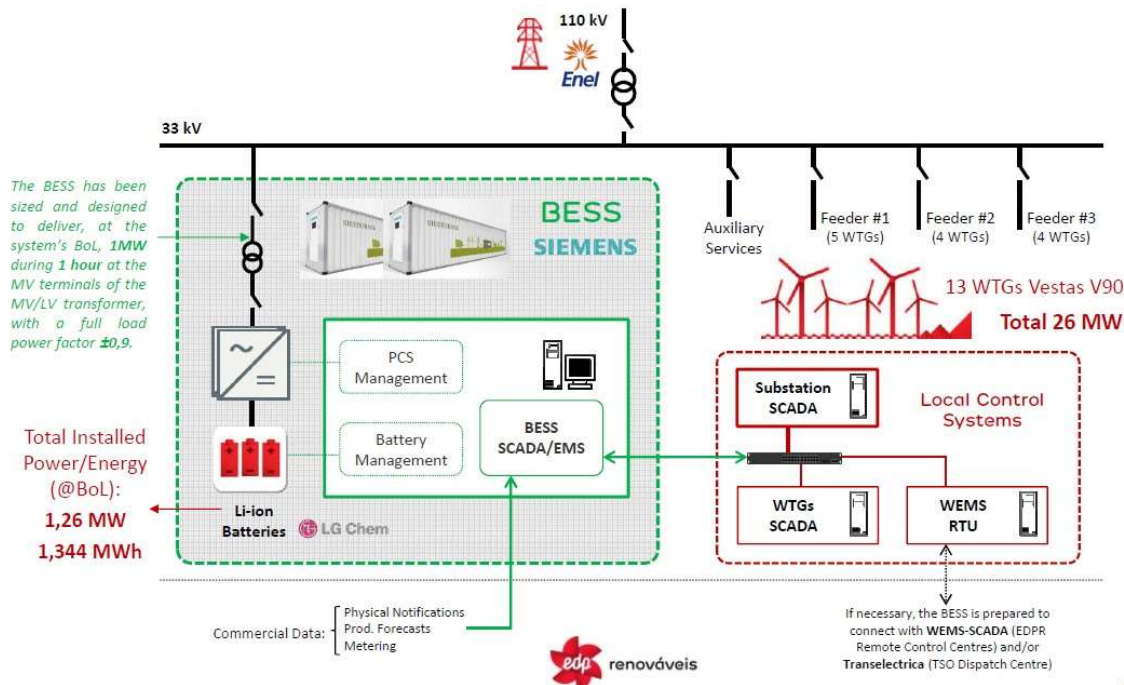 110 kV
Enel
33 kV
The BESS has been
sized and designed
to deliver, at the
system's BoL, 1MW
during 1 hour at the
MV terminals of the
MV/LV transformer,
with a full load
power factor ±0,9.
BESS
SIEMENS
Auxiliary
Services
Feeder #1
(5 WTGs)
Feeder #2
(4 WTGs)
Feeder #3
(4 WTGs)
13 WTGs Vestas V90
Total 26 MW
PCS
Management
Battery
Management
BESS
SCADA/EMS
Total Installed
Power/Energy
(@BoL):
1,26 MW
1,344 MWh
Li-ion
Batteries
LG Chem
Substation
SCADA
Local Control
Systems
WTGs
SCADA
WEMS
RTU
Commercial Data:
Physical Notifications
Prod. Forecasts
Metering
If necessary, the BESS is prepared to
connect with WEMS-SCADA (EDPR
Remote Control Centres) and/or
Transelectrica (TSO Dispatch Centre)
edp renováveis